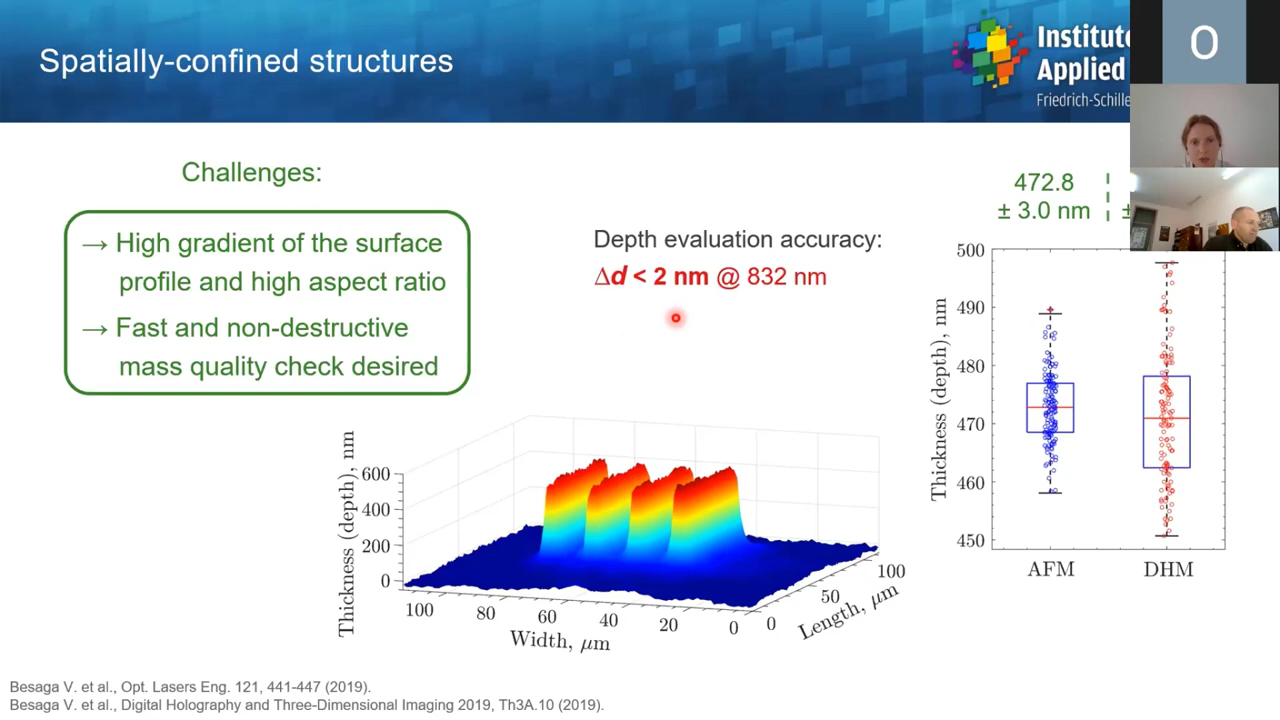 Spatially-confined structures
Institute
Applied
O
Challenges:
→ High gradient of the surface
profile and high aspect ratio
→ Fast and non-destructive
mass quality check desired
Depth evaluation accuracy:
Δd < 2 nm @ 832 nm
472.8
± 3.0 nm
±
Thickness (depth), nm
600
400
200
0
100
80
60
40
20
0
Width, μm
0
50
100
Length, μm
Thickness (depth), nm
500
490
480
470
460
450
AFM
DHM
Besaga V. et al., Opt. Lasers Eng. 121, 441-447 (2019).
Besaga V. et al., Digital Holography and Three-Dimensional Imaging 2019, Th3A.10 (2019).